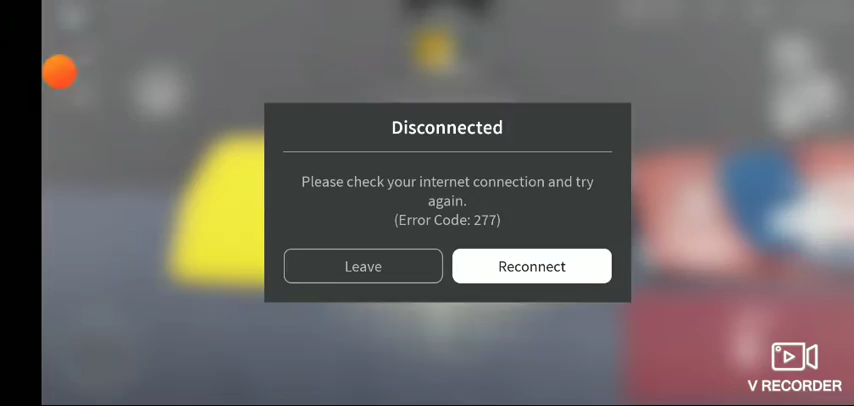 Disconnected
Please check your internet connection and try
again.
(Error Code: 277)
Leave
Reconnect
V RECORDER